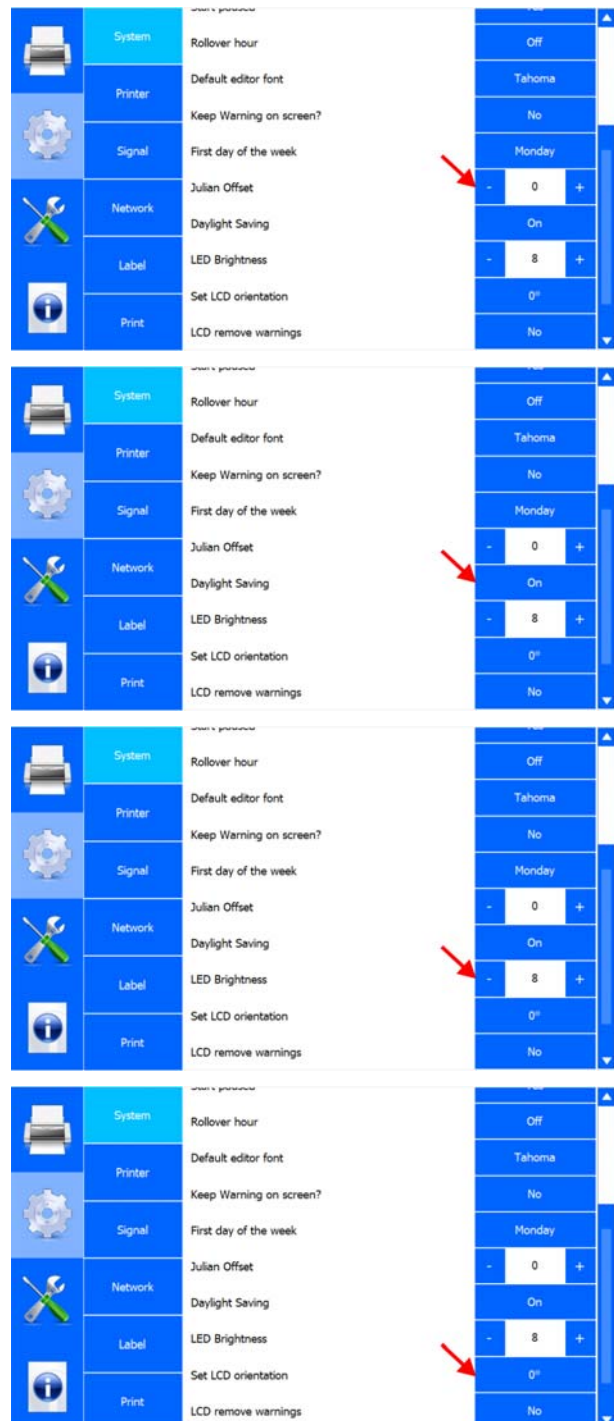 System
Rollover hour Off
Default editor font Tahoma
Printer
Keep Warning on screen? No
Signal
First day of the week Monday
Julian Offset - 0 +
Network
Daylight Saving On
Label
LED Brightness - 8 +
Set LCD orientation 0°
Print
LCD remove warnings No
System
Rollover hour Off
Default editor font Tahoma
Printer
Keep Warning on screen? No
Signal
First day of the week Monday
Julian Offset - 0 +
Network
Daylight Saving On
Label
LED Brightness - 8 +
Set LCD orientation 0°
Print
LCD remove warnings No
System
Rollover hour Off
Default editor font Tahoma
Printer
Keep Warning on screen? No
Signal
First day of the week Monday
Julian Offset - 0 +
Network
Daylight Saving On
Label
LED Brightness - 8 +
Set LCD orientation 0°
Print
LCD remove warnings No
System
Rollover hour Off
Default editor font Tahoma
Printer
Keep Warning on screen? No
Signal
First day of the week Monday
Julian Offset - 0 +
Network
Daylight Saving On
Label
LED Brightness - 8 +
Set LCD orientation 0°
Print
LCD remove warnings No